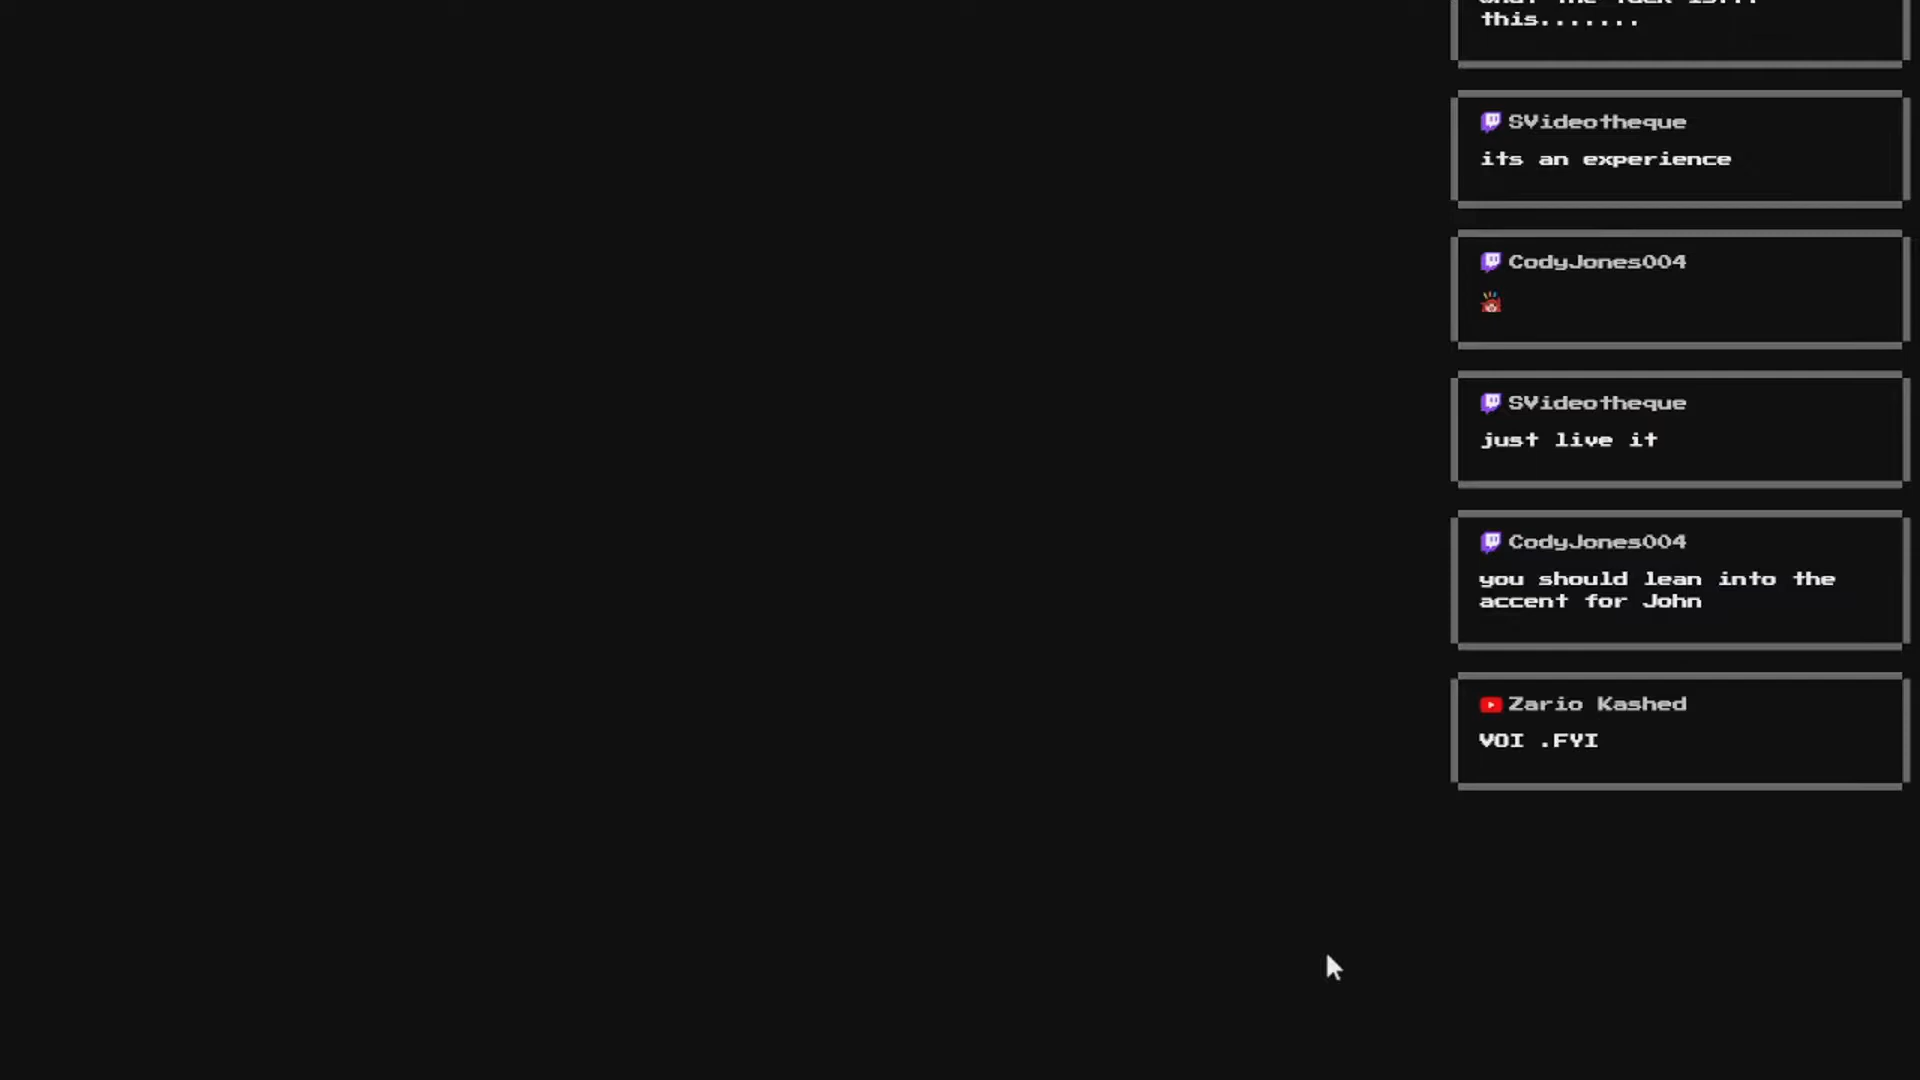 this.......
SVideotheque
its an experience
CodyJones004
SVideotheque
just live it
CodyJones004
you should lean into the
accent for John
Zario Kashed
VOI .FYI